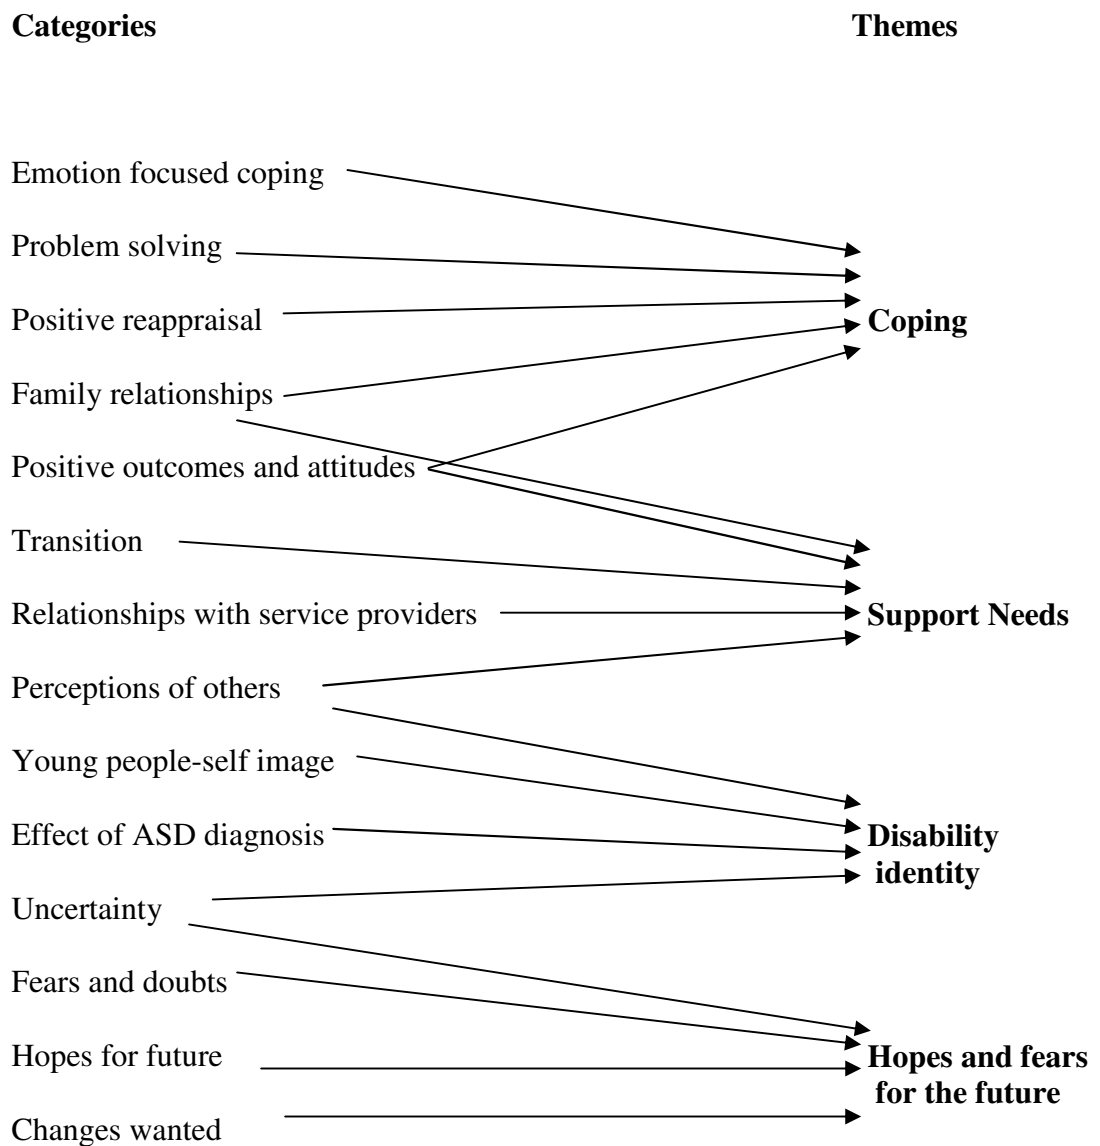 Categories Themes
Emotion focused coping
Problem solving
Positive reappraisal
Coping
Family relationships
Positive outcomes and attitudes
Transition
Relationships with service providers
Support Needs
Perceptions of others
Young people-self image
Effect of ASD diagnosis
Disability
identity
Uncertainty
Fears and doubts
Hopes for future
Hopes and fears
for the future
Changes wanted